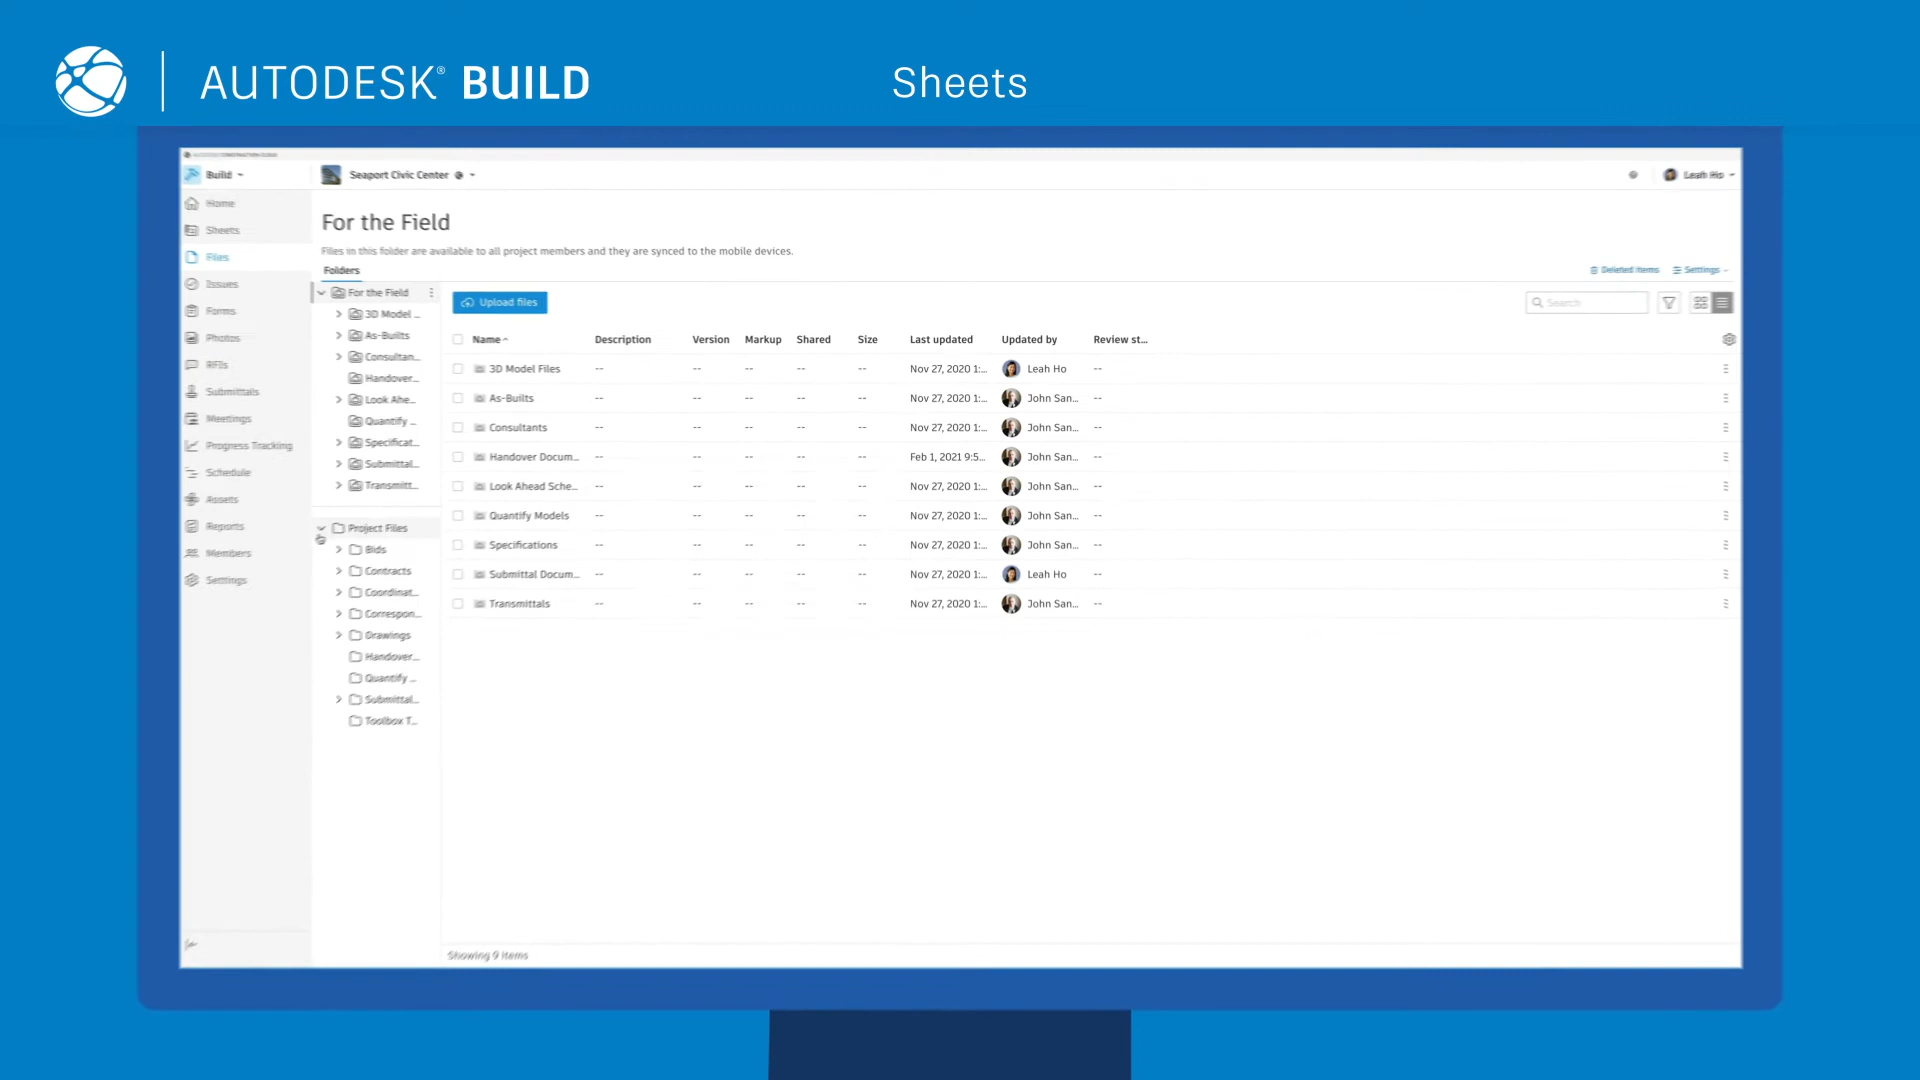 AUTODESK® BUILD
Sheets
AUTODESK CONSTRUCTION CLOUD
Build
Seaport Civic Center
Leah Ho
Home
Sheets
Files
Issues
Forms
Photos
RFIs
Submittals
Meetings
Progress Tracking
Schedule
Assets
Reports
Members
Settings
For the Field
Files in this folder are available to all project members and they are synced to the mobile devices.
Folders
Deleted items
Settings
For the Field
3D Model ...
As-Builts
Consultan...
Handover...
Look Ahe...
Quantify ...
Specificat...
Submittal...
Transmitt...
Project Files
Bids
Contracts
Coordinat...
Correspon...
Drawings
Handover...
Quantify ...
Submittal...
Toolbox T...
Upload files
Search
Name Description Version Markup Shared Size Last updated Updated by Review st...
3D Model Files -- -- -- -- -- Nov 27, 2020 1:... Leah Ho --
As-Builts -- -- -- -- -- Nov 27, 2020 1:... John San... --
Consultants -- -- -- -- -- Nov 27, 2020 1:... John San... --
Handover Docum... -- -- -- -- -- Feb 1, 2021 9:5... John San... --
Look Ahead Sche... -- -- -- -- -- Nov 27, 2020 1:... John San... --
Quantify Models -- -- -- -- -- Nov 27, 2020 1:... John San... --
Specifications -- -- -- -- -- Nov 27, 2020 1:... John San... --
Submittal Docum... -- -- -- -- -- Nov 27, 2020 1:... Leah Ho --
Transmittals -- -- -- -- -- Nov 27, 2020 1:... John San... --
Showing 9 items